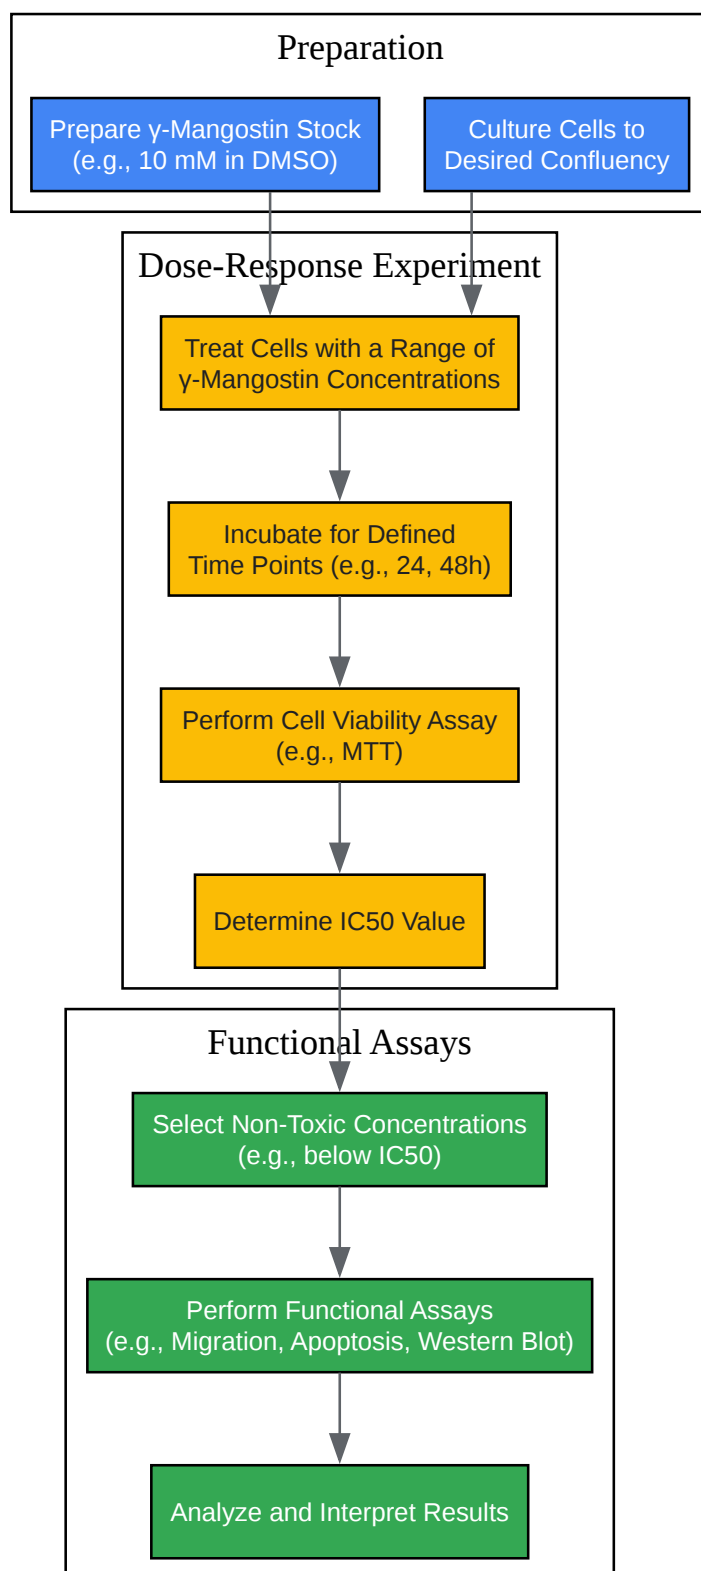 Preparation
Prepare γ-Mangostin Stock
(e.g., 10 mM in DMSO)
Culture Cells to
Desired Confluency
Dose-Response Experiment
Treat Cells with a Range of
γ-Mangostin Concentrations
Incubate for Defined
Time Points (e.g., 24, 48h)
Perform Cell Viability Assay
(e.g., MTT)
Determine IC50 Value
Functional Assays
Select Non-Toxic Concentrations
(e.g., below IC50)
Perform Functional Assays
(e.g., Migration, Apoptosis, Western Blot)
Analyze and Interpret Results